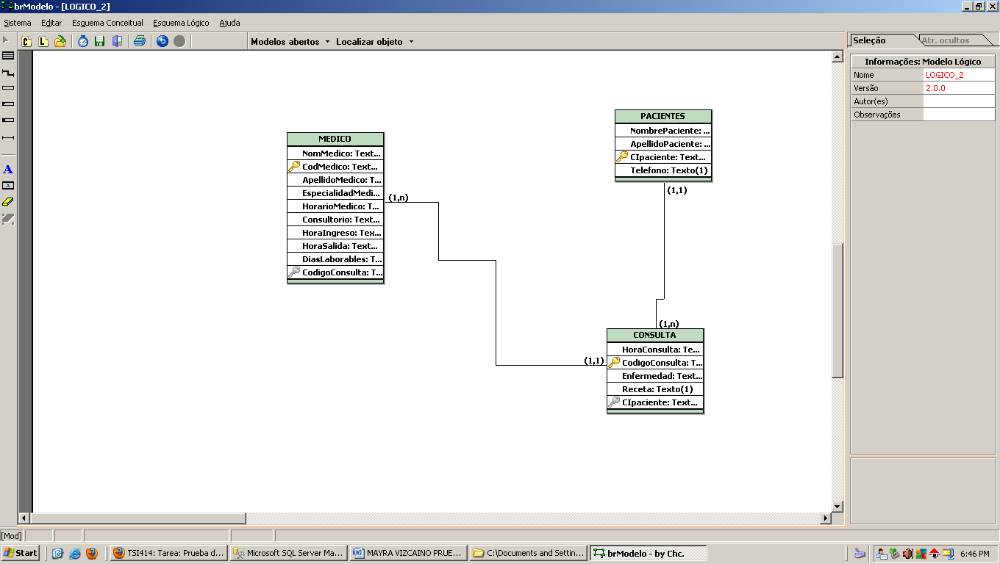 brModelo - [LOGICO_2]
Sistema Editar Esquema Conceitual Esquema Lógico Ajuda
Modelos abertos Localizar objeto
Seleção Atr. ocultos
Informações: Modelo Lógico
Nome LOGICO_2
Versão 2.0.0
Autor(es)
Observações
MEDICO
NomMedico: Text...
CodMedico: Text...
ApellidoMedico: T...
EspecialidadMedi...
HorarioMedico: T...
Consultorio: Text...
HoraIngreso: Tex...
HoraSalida: Text...
DiasLaborables: T...
CodigoConsulta: T...
(1,n)
PACIENTES
NombrePaciente: ...
ApellidoPaciente: ...
CIpaciente: Text...
Telefono: Texto(1)
(1,1)
(1,n)
(1,1)
CONSULTA
HoraConsulta: Te...
CodigoConsulta: T...
Enfermedad: Text...
Receta: Texto(1)
CIpaciente: Text...
[Mod]
Start TSI414: Tarea: Prueba d... Microsoft SQL Server Ma... MAYRA VIZCAINO PRUE... C:\Documents and Settin... brModelo - by Chc. 6:46 PM